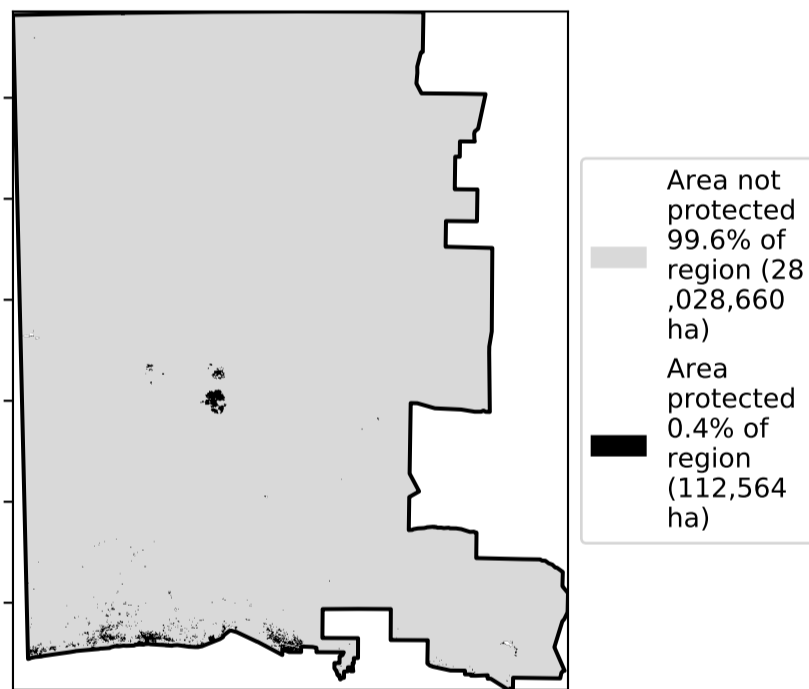 Area not
protected
99.6% of
region (28
,028,660
ha)
Area
protected
0.4% of
region
(112,564
ha)